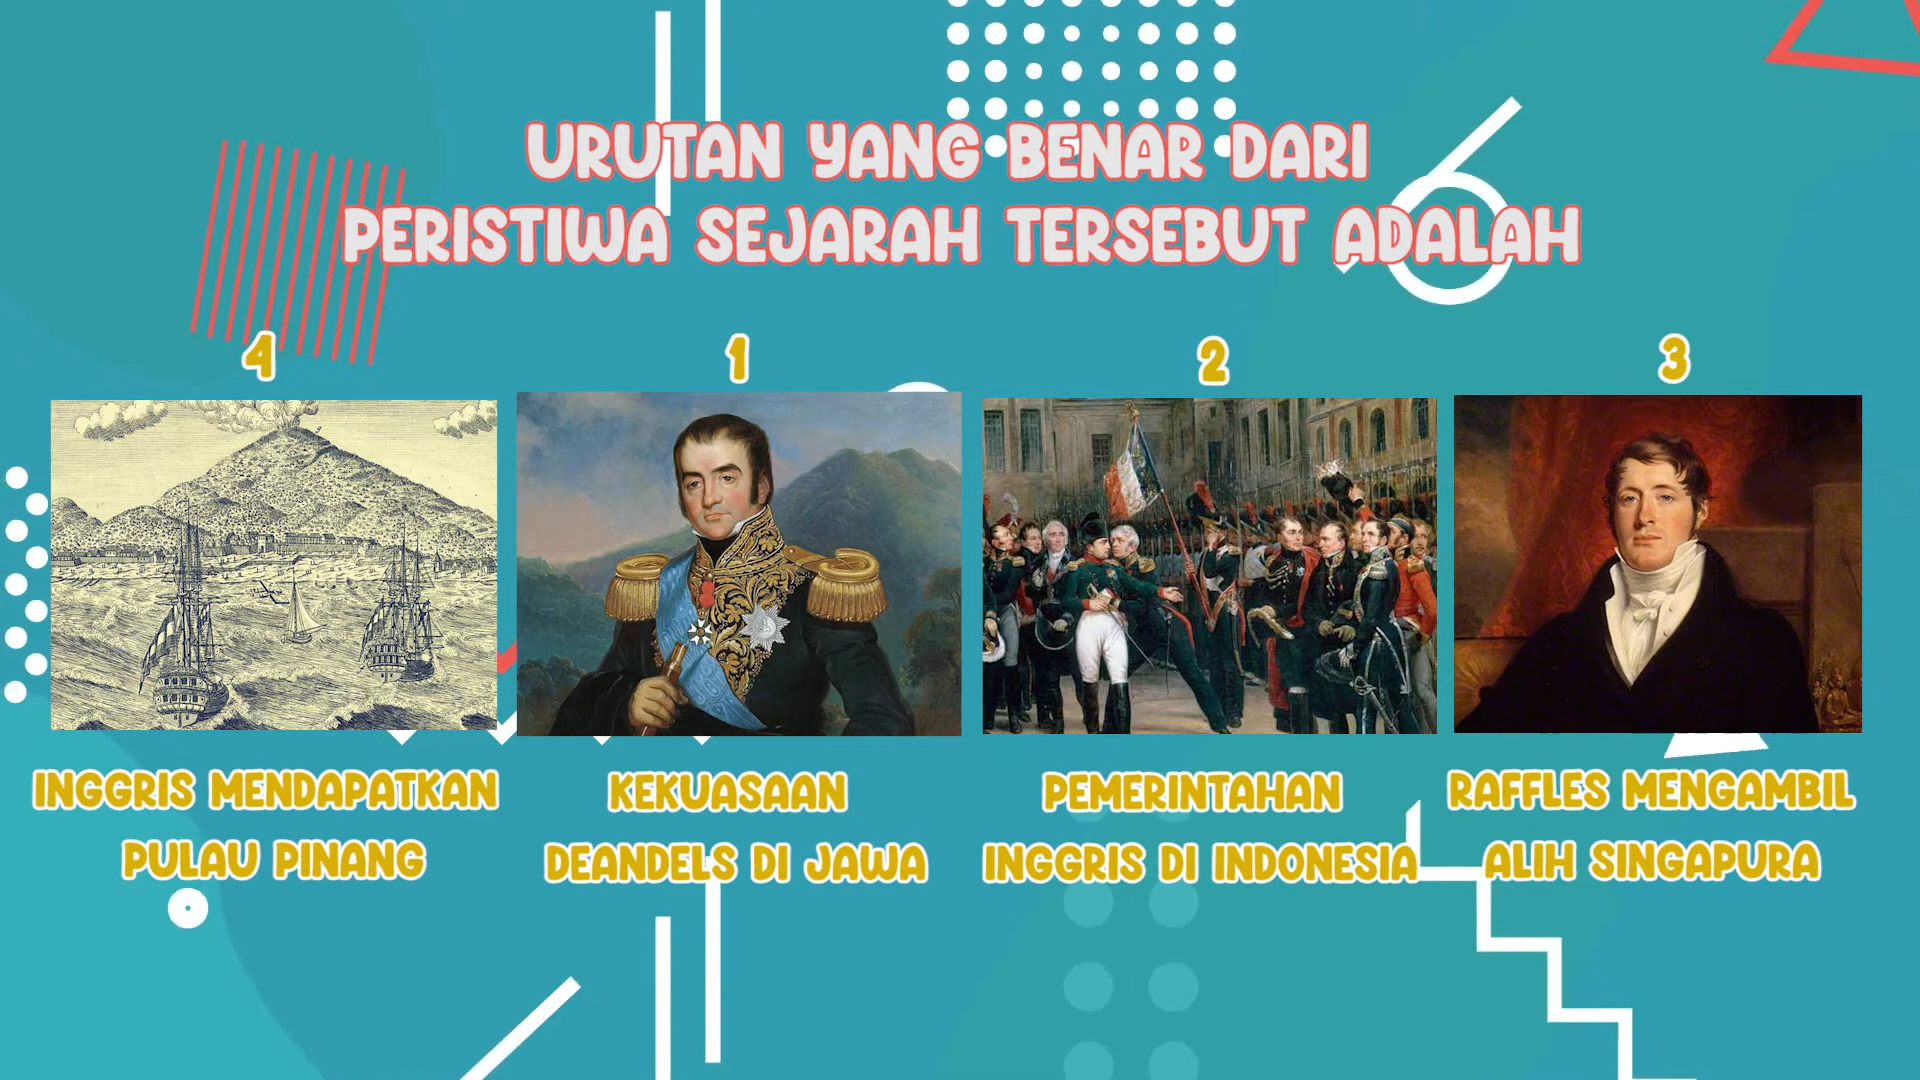 URUTAN YANG BENAR DARI
PERISTIWA SEJARAH TERSEBUT ADALAH
4
INGGRIS MENDAPATKAN
PULAU PINANG
1
KEKUASAAN
DEANDELS DI JAWA
2
PEMERINTAHAN
INGGRIS DI INDONESIA
3
RAFFLES MENGAMBIL
ALIH SINGAPURA